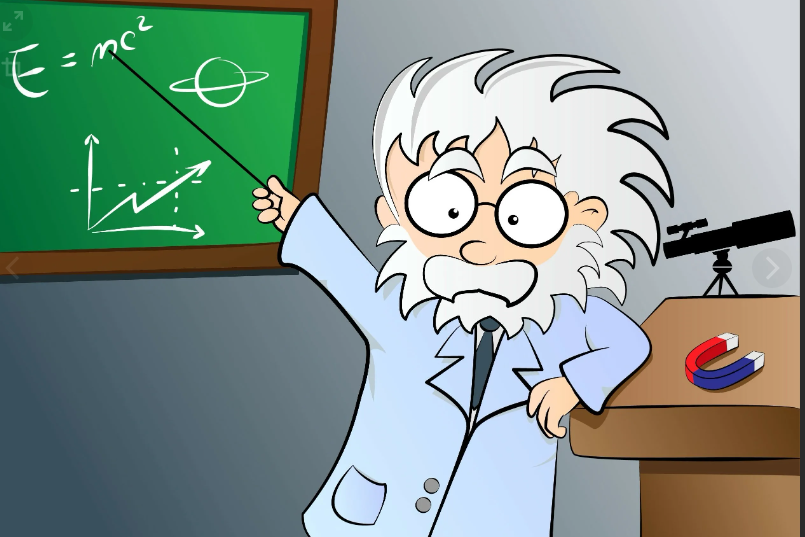 E = mc²